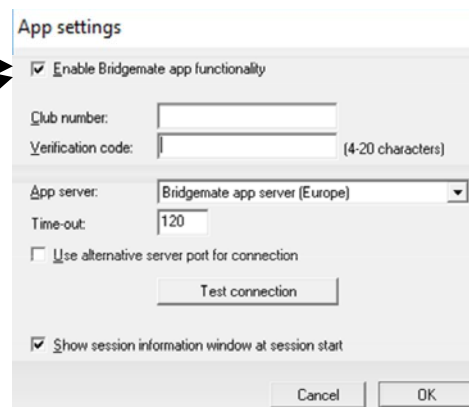 App settings
Enable Bridgemate app functionality
Club number:
Verification code: (4-20 characters)
App server: Bridgemate app server (Europe)
Time-out: 120
Use alternative server port for connection
Test connection
Show session information window at session start
Cancel OK